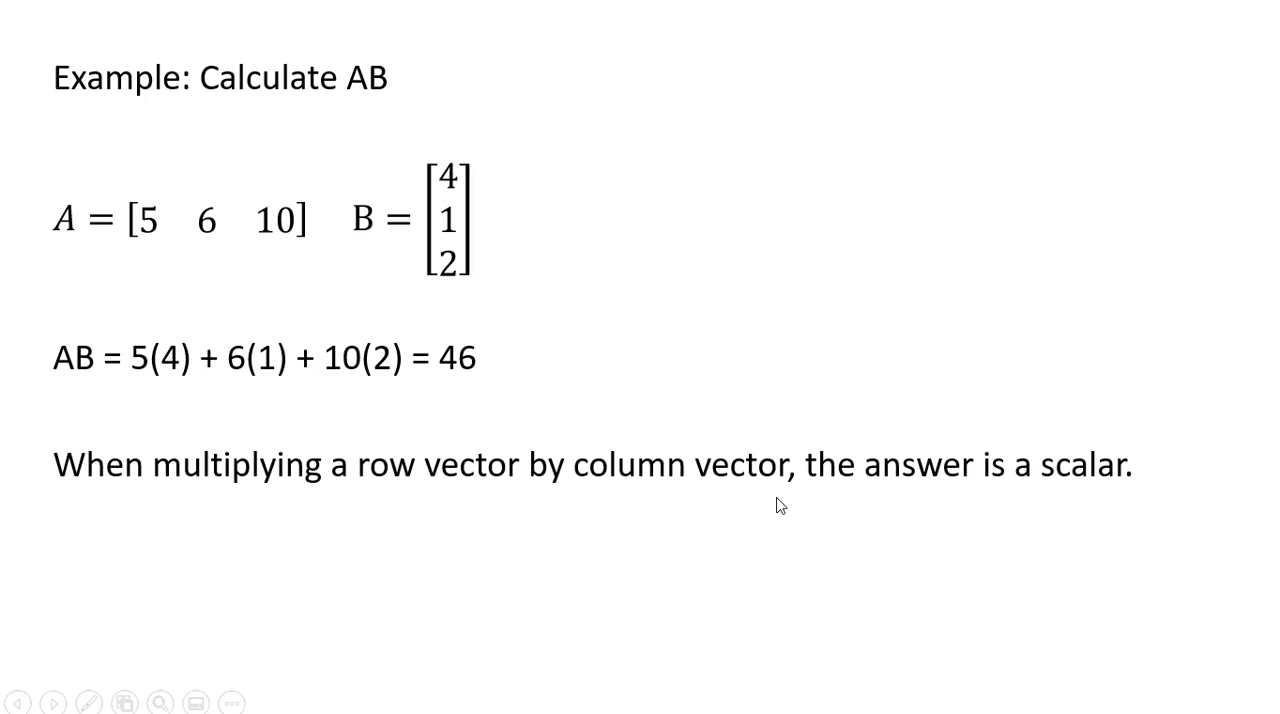 Example: Calculate AB
A = [5 6 10] B = [4
1
2]
AB = 5(4) + 6(1) + 10(2) = 46
When multiplying a row vector by column vector, the answer is a scalar.